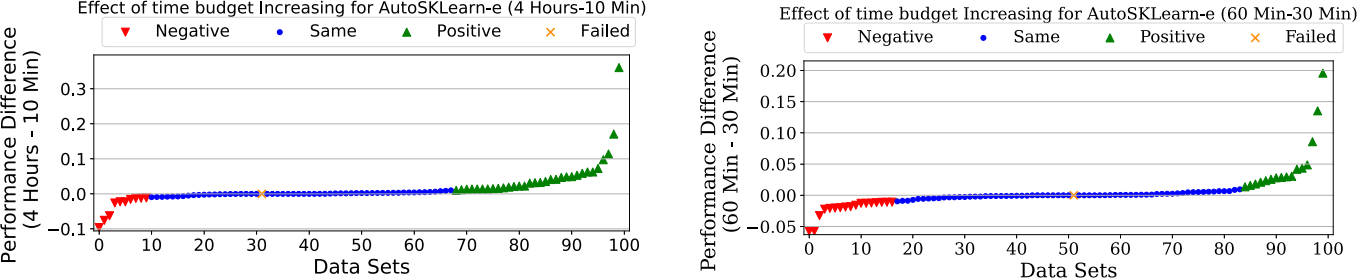 Effect of time budget Increasing for AutoSKLearn-e (4 Hours-10 Min)
Negative Same Positive Failed
Performance Difference
(4 Hours - 10 Min)
0.3
0.2
0.1
0.0
−0.1
0 10 20 30 40 50 60 70 80 90 100
Data Sets
Effect of time budget Increasing for AutoSKLearn-e (60 Min-30 Min)
Negative Same Positive Failed
Performance Difference
(60 Min - 30 Min)
0.20
0.15
0.10
0.05
0.00
−0.05
0 10 20 30 40 50 60 70 80 90 100
Data Sets